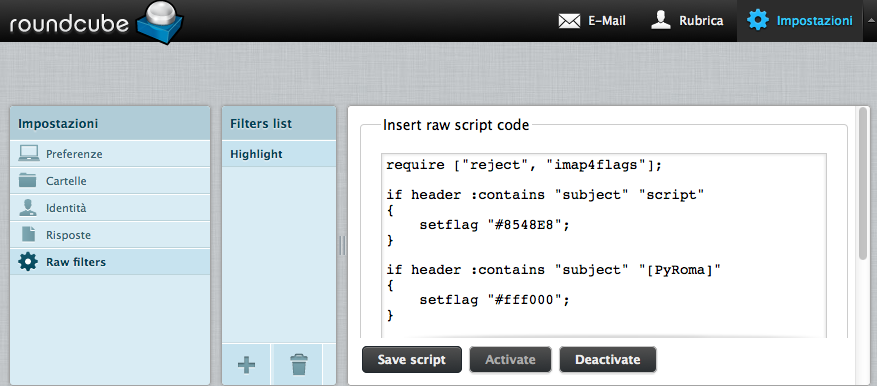 roundcube
E-Mail
Rubrica
Impostazioni
Impostazioni
Preferenze
Cartelle
Identità
Risposte
Raw filters
Filters list
Highlight
Insert raw script code
require ["reject", "imap4flags"];
if header :contains "subject" "script"
{
    setflag "#8548E8";
}
if header :contains "subject" "[PyRoma]"
{
    setflag "#fff000";
}
Save script
Activate
Deactivate